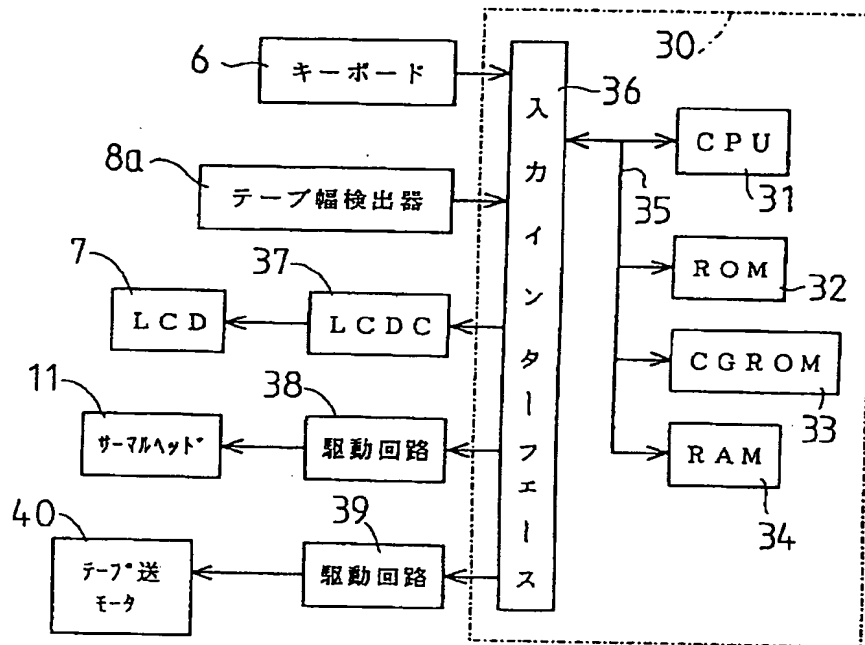 30
6
キーボード
36
8a
テープ幅検出器
入力インターフェース
CPU
31
35
7
LCD
37
LCDC
ROM
32
CGROM
33
11
サーマルヘッド
38
駆動回路
RAM
34
40
テープ送
モータ
39
駆動回路